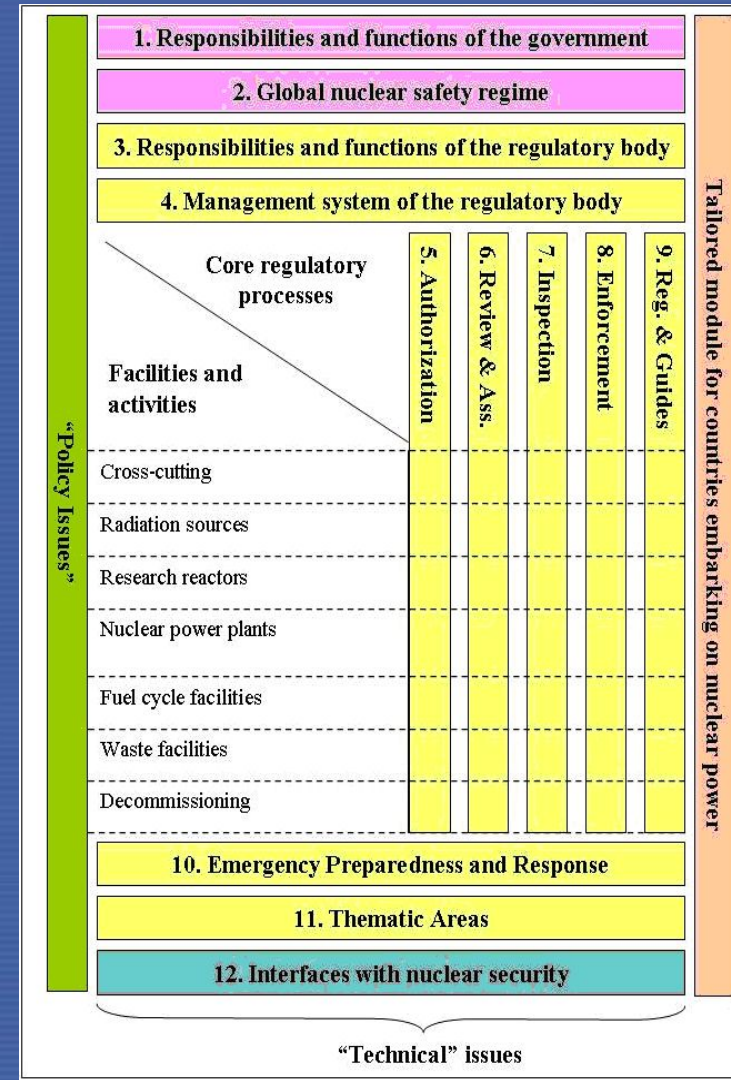 1. Responsibilities and functions of the government
2. Global nuclear safety regime
3. Responsibilities and functions of the regulatory body
4. Management system of the regulatory body
Core regulatory
processes
Facilities and
activities
5. Authorization
6. Review & Ass.
7. Inspection
8. Enforcement
9. Reg. & Guides
Cross-cutting
Radiation sources
Research reactors
Nuclear power plants
Fuel cycle facilities
Waste facilities
Decommissioning
10. Emergency Preparedness and Response
11. Thematic Areas
12. Interfaces with nuclear security
“Technical” issues
“Policy Issues”
Tailored module for countries embarking on nuclear power